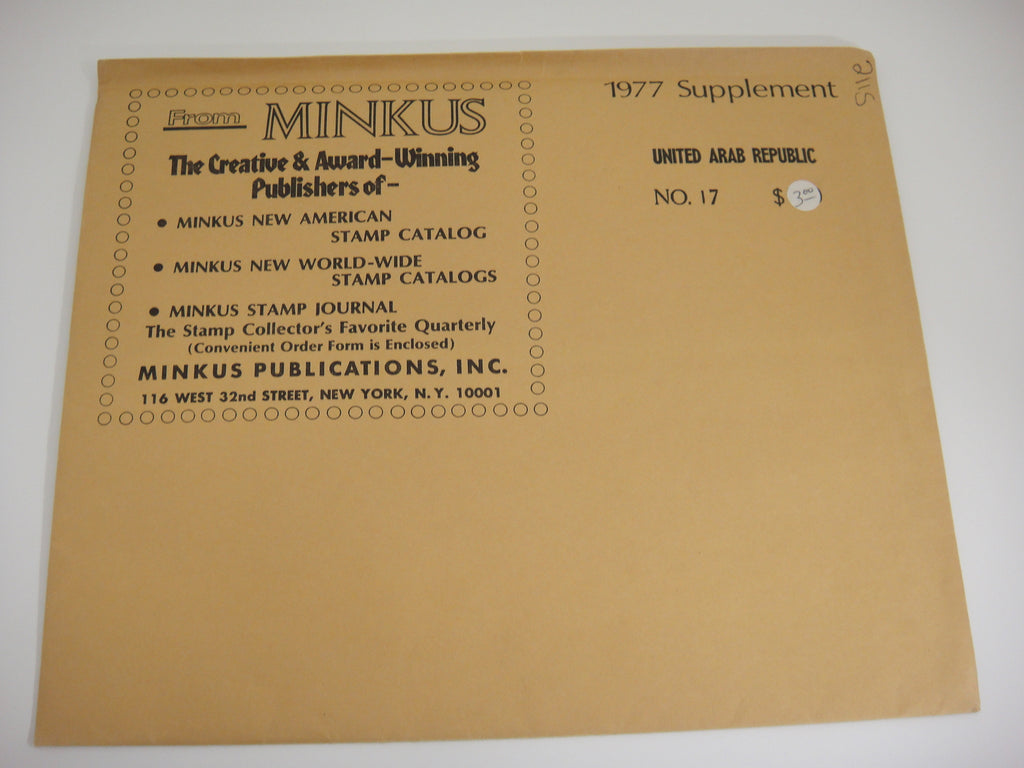 From MINKUS
The Creative & Award-Winning
Publishers of-
• MINKUS NEW AMERICAN
STAMP CATALOG
• MINKUS NEW WORLD-WIDE
STAMP CATALOGS
• MINKUS STAMP JOURNAL
The Stamp Collector's Favorite Quarterly
(Convenient Order Form is Enclosed)
MINKUS PUBLICATIONS, INC.
116 WEST 32nd STREET, NEW YORK, N.Y. 10001
1977 Supplement
UNITED ARAB REPUBLIC
NO. 17 $ 3.00